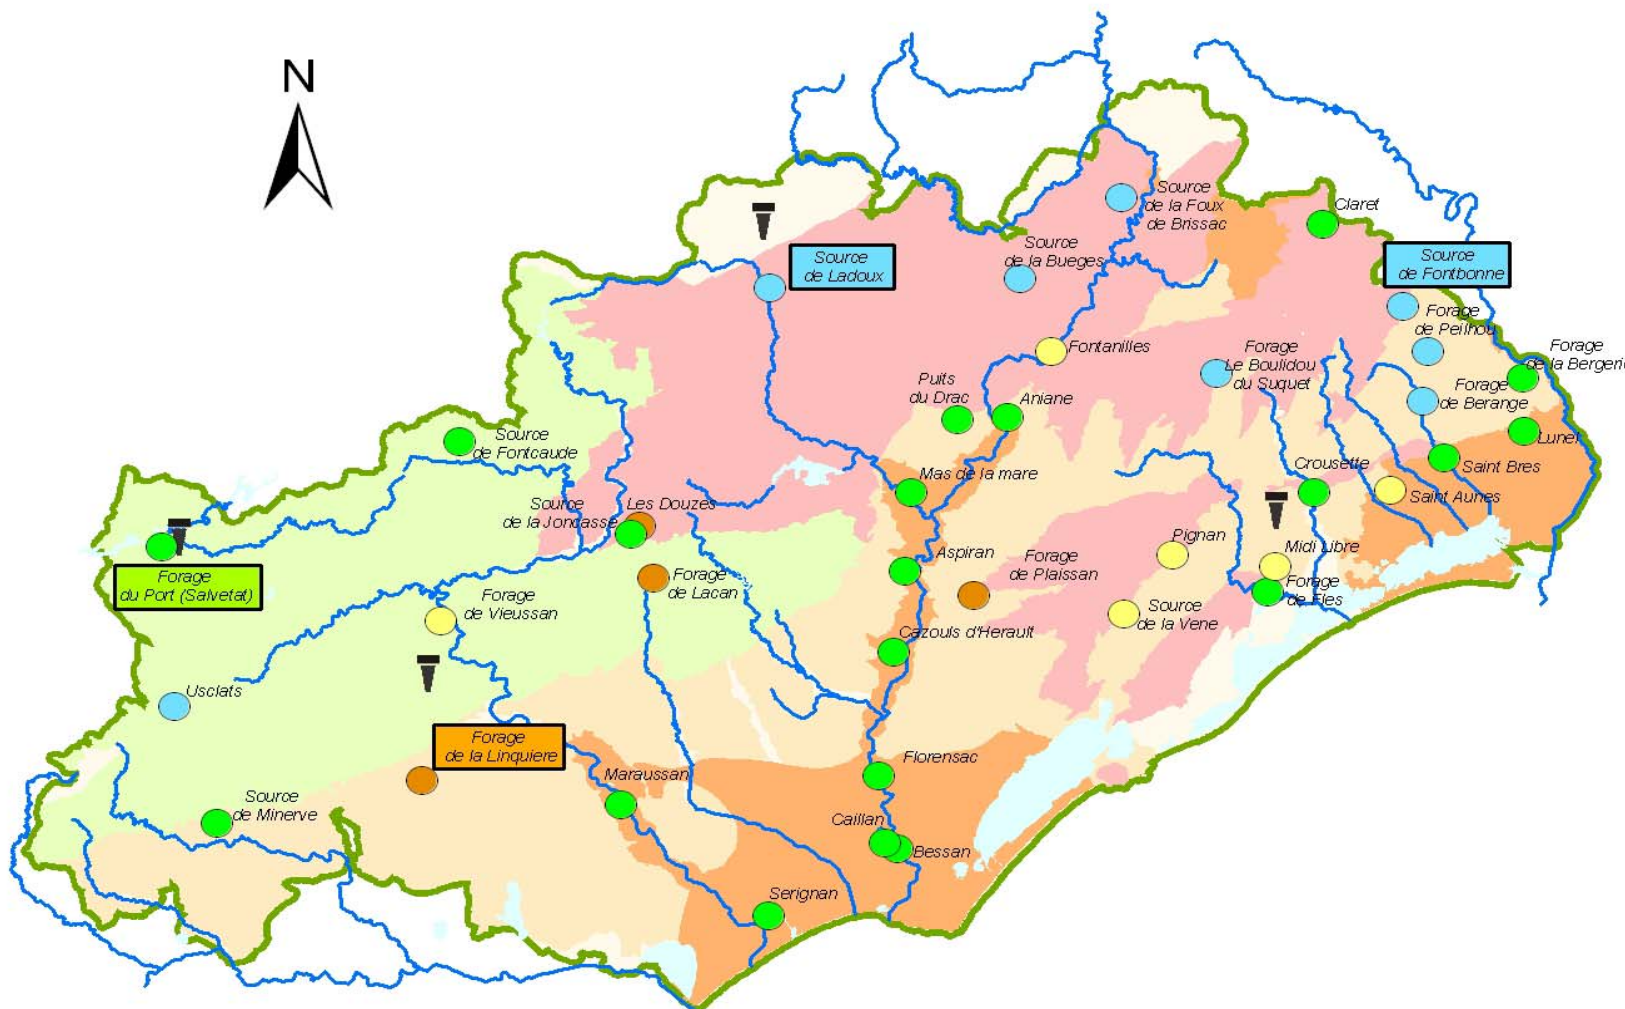 N
Source
de la Foux
de Brissac
Claret
Source
de la Bueges
Source
de Ladoux
Source
de Fontbonne
Forage
de Peilhou
Fontanilles
Forage
Le Boulidou
du Suquet
Forage
de la Bergerie
Puits
du Drac
Aniane
Forage
de Berange
Lunel
Source
de Fontcaude
Saint Bres
Mas de la mare
Crousette
Saint Aunes
Source
de la Joncasse
Les Douzes
Pignan
Midi Libre
Aspiran
Forage
de Plaissan
Forage
du Port (Salvetat)
Forage
de Lacan
Forage
de Fles
Forage
de Vieussan
Source
de la Vene
Cazouls d'Herault
Usclats
Forage
de la Linquiere
Florensac
Maraussan
Source
de Minerve
Caillan
Bessan
Serignan